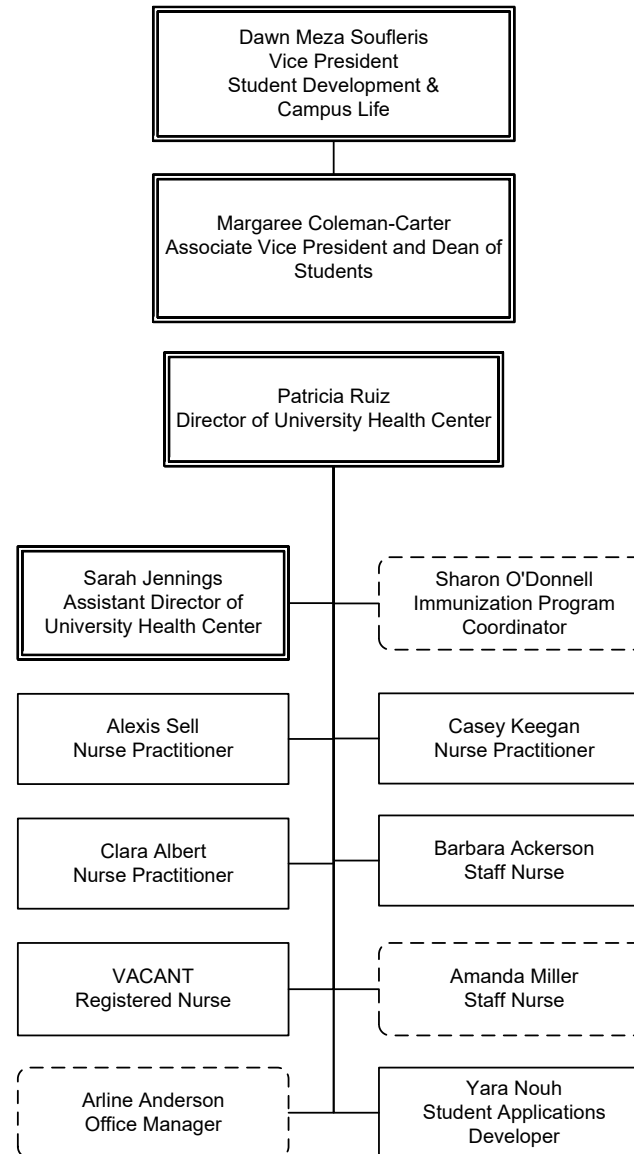 Dawn Meza Soufleris
Vice President
Student Development &
Campus Life
Margaree Coleman-Carter
Associate Vice President and Dean of
Students
Patricia Ruiz
Director of University Health Center
Sarah Jennings
Assistant Director of
University Health Center
Sharon O'Donnell
Immunization Program
Coordinator
Alexis Sell
Nurse Practitioner
Casey Keegan
Nurse Practitioner
Clara Albert
Nurse Practitioner
Barbara Ackerson
Staff Nurse
VACANT
Registered Nurse
Amanda Miller
Staff Nurse
Arline Anderson
Office Manager
Yara Nouh
Student Applications
Developer